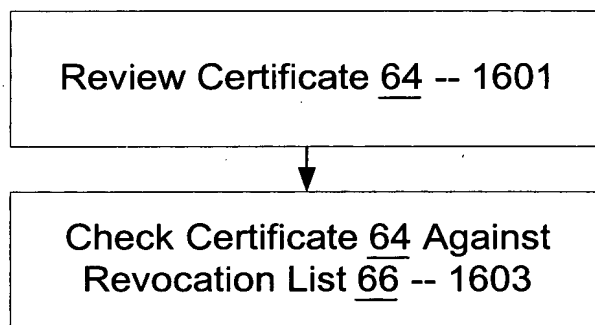 Review Certificate 64 -- 1601
Check Certificate 64 Against
Revocation List 66 -- 1603